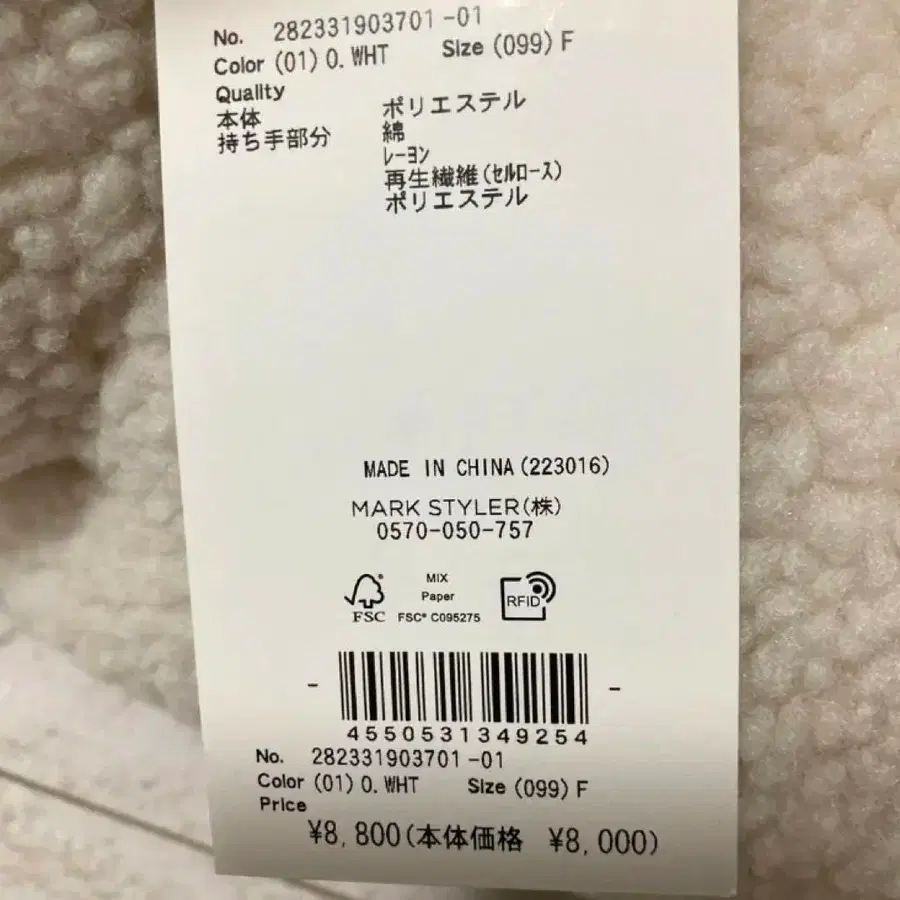 No. 282331903701-01
Color (01) O. WHT Size (099) F
Quality
本体 ポリエステル
持ち手部分 綿
レーヨン
再生繊維(セルロース)
ポリエステル
MADE IN CHINA(223016)
MARK STYLER(株)
0570-050-757
FSC
MIX
Paper
FSC® C095275
RFID
4550531349254
No. 282331903701-01
Color (01) O. WHT Size (099) F
Price
¥8,800(本体価格 ¥8,000)